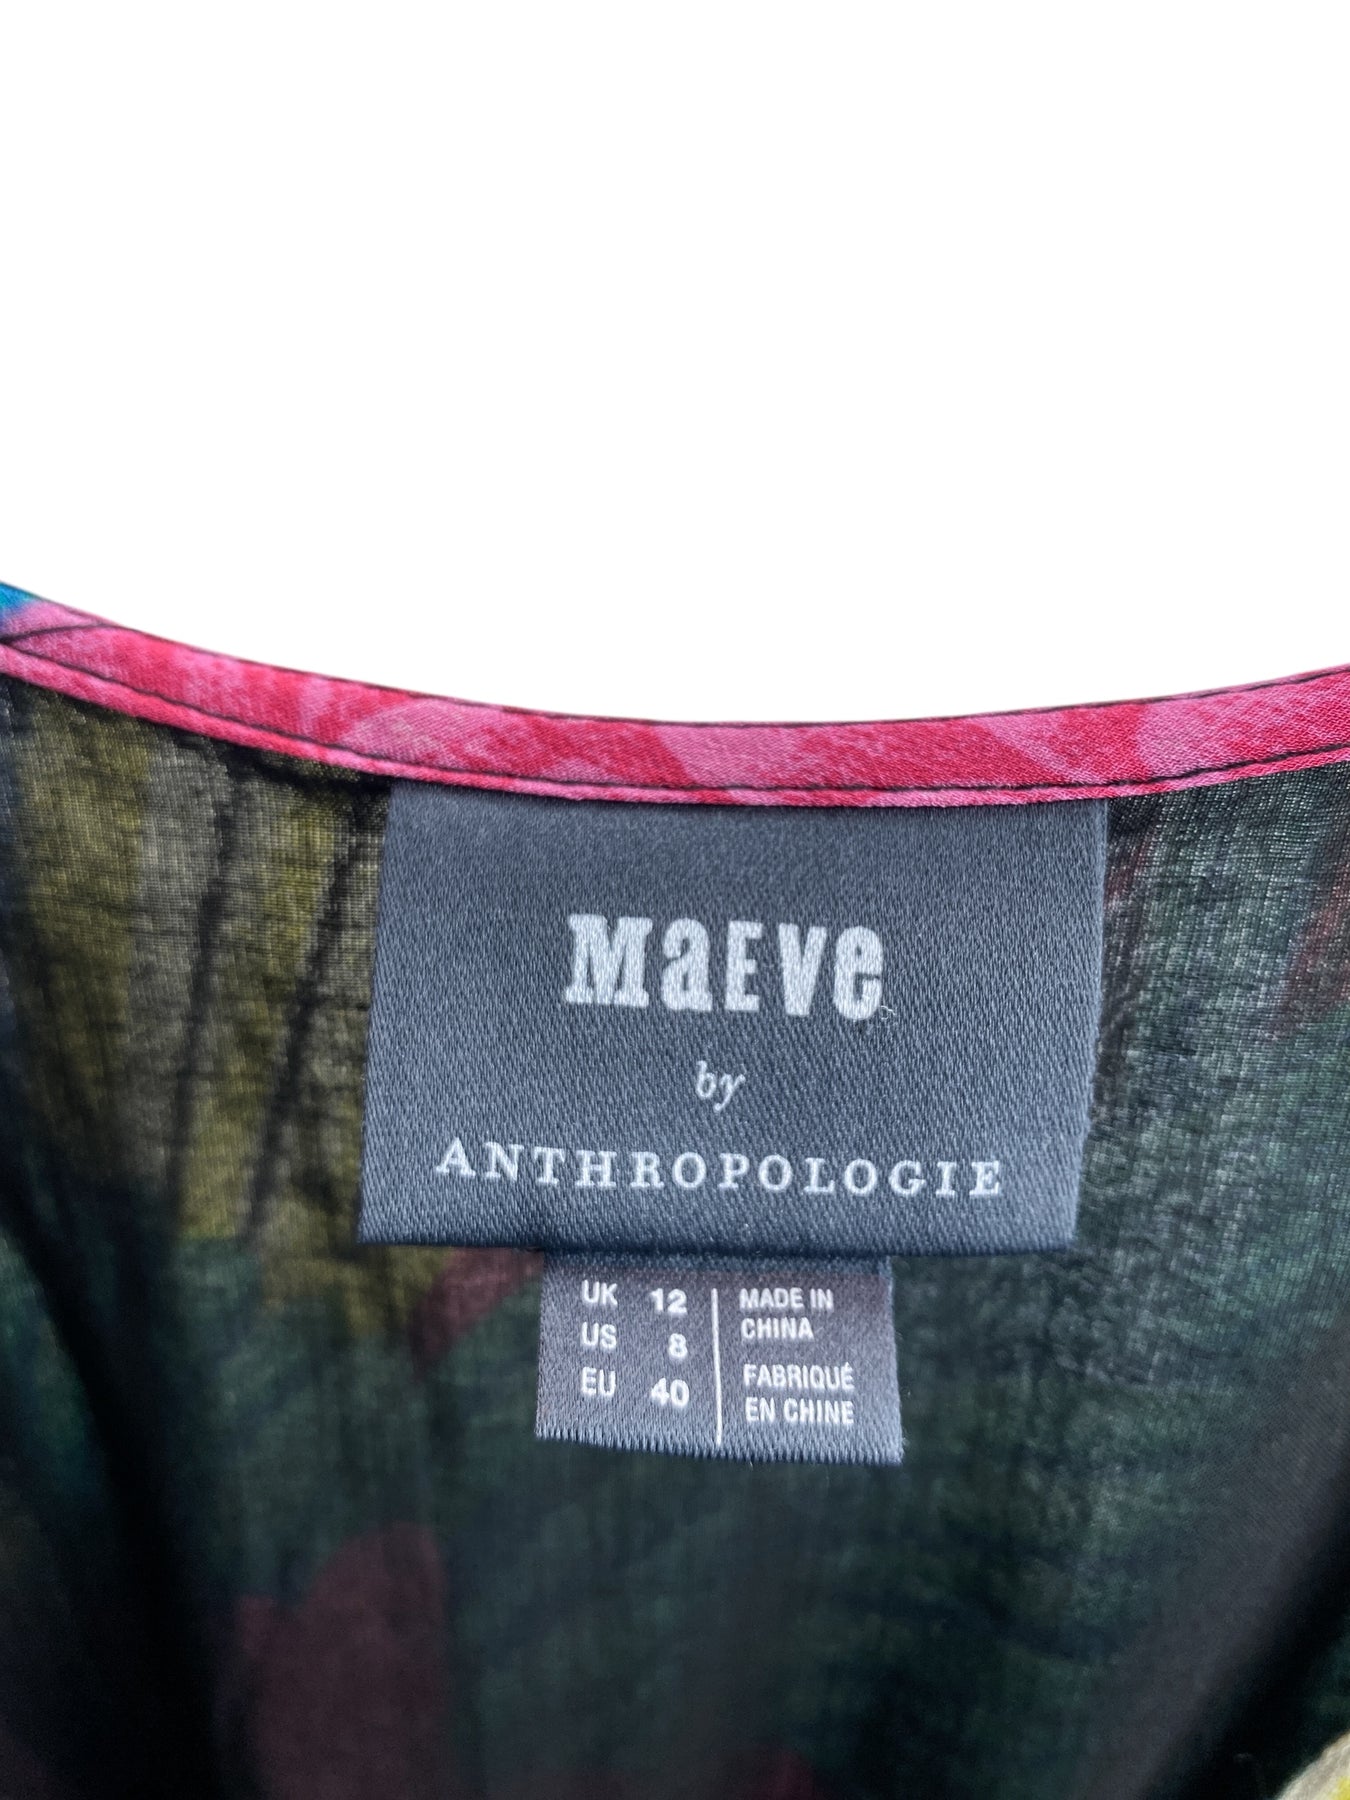 MaEVe
by
ANTHROPOLOGIE
UK 12
US 8
EU 40
MADE IN
CHINA
FABRIQUÉ
EN CHINE